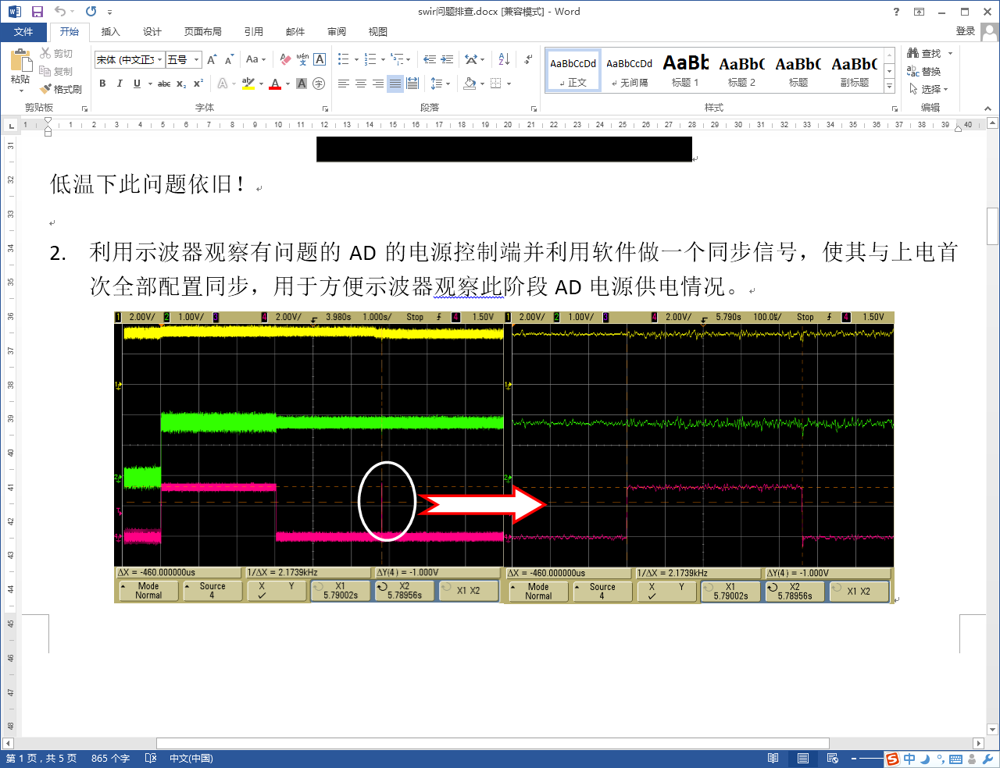 swir问题排查.docx [兼容模式] - Word
文件 开始 插入 设计 页面布局 引用 邮件 审阅 视图 登录
粘贴 剪切 复制 格式刷
宋体 (中文正文 五号
AaBbCcDd AaBbCcDd AaBb AaBbC AaBbC AaBbC
正文 无间隔 标题 1 标题 2 标题 副标题
查找 替换 选择
剪贴板 字体 段落 样式 编辑
低温下此问题依旧！
2. 利用示波器观察有问题的 AD 的电源控制端并利用软件做一个同步信号，使其与上电首
次全部配置同步，用于方便示波器观察此阶段 AD 电源供电情况。
1 2.00V/ 2 1.00V/ 3 4 2.00V/ 3.980s 1.000s/ Stop 4 1.50V
1 2.00V/ 2 1.00V/ 3 4 2.00V/ 5.790s 100.0%/ Stop 4 1.50V
ΔX = -460.000000us 1/ΔX = 2.1739kHz ΔY(4) = -1.000V
Mode Normal Source 4 X Y X1 5.79002s X2 5.78956s X1 X2
ΔX = -460.000000us 1/ΔX = 2.1739kHz ΔY(4) = -1.000V
Mode Normal Source 4 X Y X1 5.79002s X2 5.78956s X1 X2
第 1 页，共 5 页 865 个字 中文(中国) 中